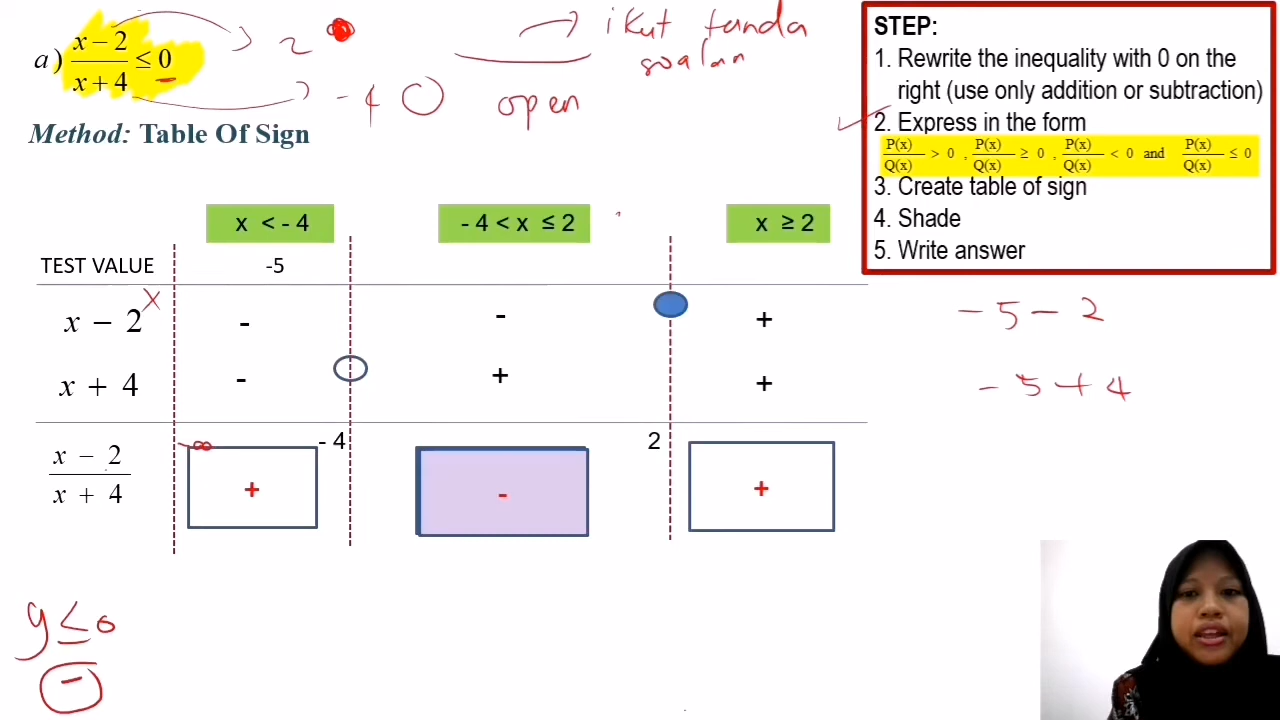 a) x − 2 / x + 4 ≤ 0
2
-4 open
ikut tanda
soalan
Method: Table Of Sign
STEP:
1. Rewrite the inequality with 0 on the
right (use only addition or subtraction)
2. Express in the form
P(x)/Q(x) > 0 , P(x)/Q(x) ≥ 0 , P(x)/Q(x) < 0 and P(x)/Q(x) ≤ 0
3. Create table of sign
4. Shade
5. Write answer
x < - 4 - 4 < x ≤ 2 x ≥ 2
TEST VALUE -5
x − 2 - - +
x + 4 - + +
-∞ - 4 2
x − 2 / x + 4 + - +
-5 - 2
-5 + 4
y ≤ 0
-